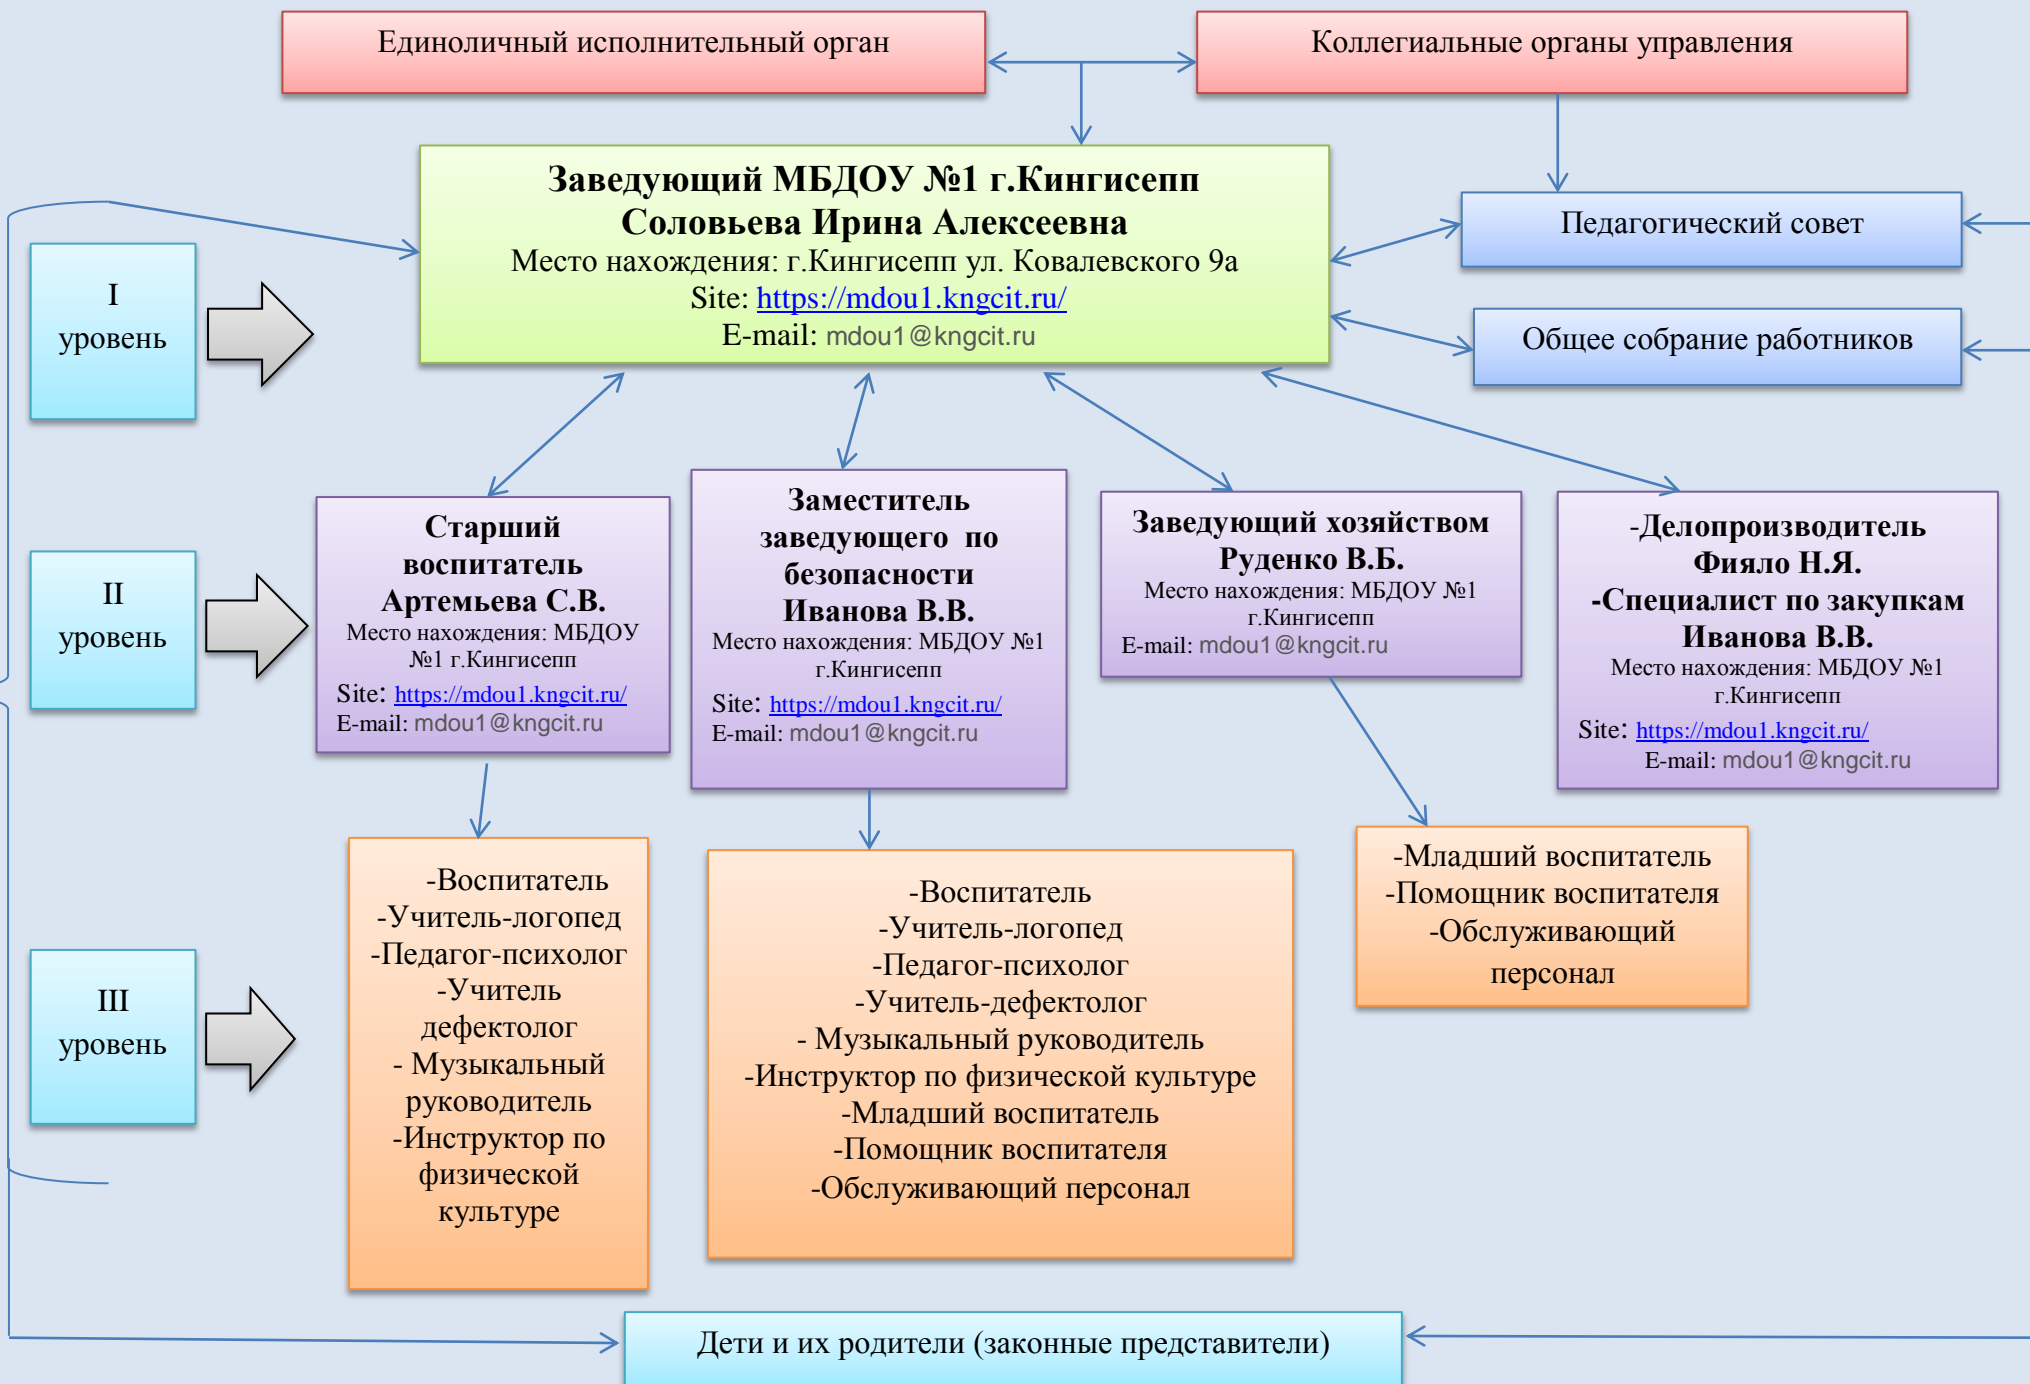 Единоличный исполнительный орган
Коллегиальные органы управления
Заведующий МБДОУ №1 г.Кингисепп
Соловьева Ирина Алексеевна
Место нахождения: г.Кингисепп ул. Ковалевского 9а
Site: https://mdou1.kngcit.ru/
E-mail: mdou1@kngcit.ru
Педагогический совет
Общее собрание работников
I
уровень
II
уровень
Старший
воспитатель
Артемьева С.В.
Место нахождения: МБДОУ
№1 г.Кингисепп
Site: https://mdou1.kngcit.ru/
E-mail: mdou1@kngcit.ru
Заместитель
заведующего  по
безопасности
Иванова В.В.
Место нахождения: МБДОУ №1
г.Кингисепп
Site: https://mdou1.kngcit.ru/
E-mail: mdou1@kngcit.ru
Заведующий хозяйством
Руденко В.Б.
Место нахождения: МБДОУ №1
г.Кингисепп
E-mail: mdou1@kngcit.ru
-Делопроизводитель
Фияло Н.Я.
-Специалист по закупкам
Иванова В.В.
Место нахождения: МБДОУ №1
г.Кингисепп
Site: https://mdou1.kngcit.ru/
E-mail: mdou1@kngcit.ru
III
уровень
-Воспитатель
-Учитель-логопед
-Педагог-психолог
-Учитель
дефектолог
- Музыкальный
руководитель
-Инструктор по
физической
культуре
-Воспитатель
-Учитель-логопед
-Педагог-психолог
-Учитель-дефектолог
- Музыкальный руководитель
-Инструктор по физической культуре
-Младший воспитатель
-Помощник воспитателя
-Обслуживающий персонал
-Младший воспитатель
-Помощник воспитателя
-Обслуживающий
персонал
Дети и их родители (законные представители)